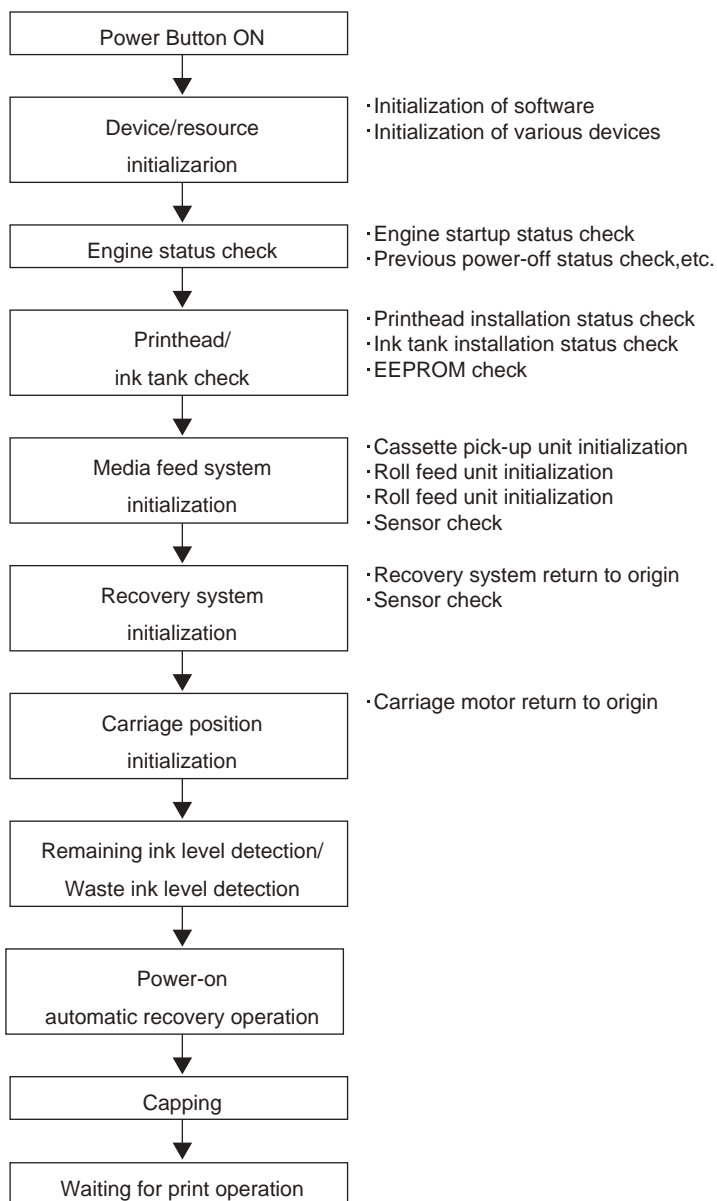 Power Button ON
Device/resource
initializarion
·Initialization of software
·Initialization of various devices
Engine status check
·Engine startup status check
·Previous power-off status check,etc.
Printhead/
ink tank check
·Printhead installation status check
·Ink tank installation status check
·EEPROM check
Media feed system
initialization
·Cassette pick-up unit initialization
·Roll feed unit initialization
·Roll feed unit initialization
·Sensor check
Recovery system
initialization
·Recovery system return to origin
·Sensor check
Carriage position
initialization
·Carriage motor return to origin
Remaining ink level detection/
Waste ink level detection
Power-on
automatic recovery operation
Capping
Waiting for print operation